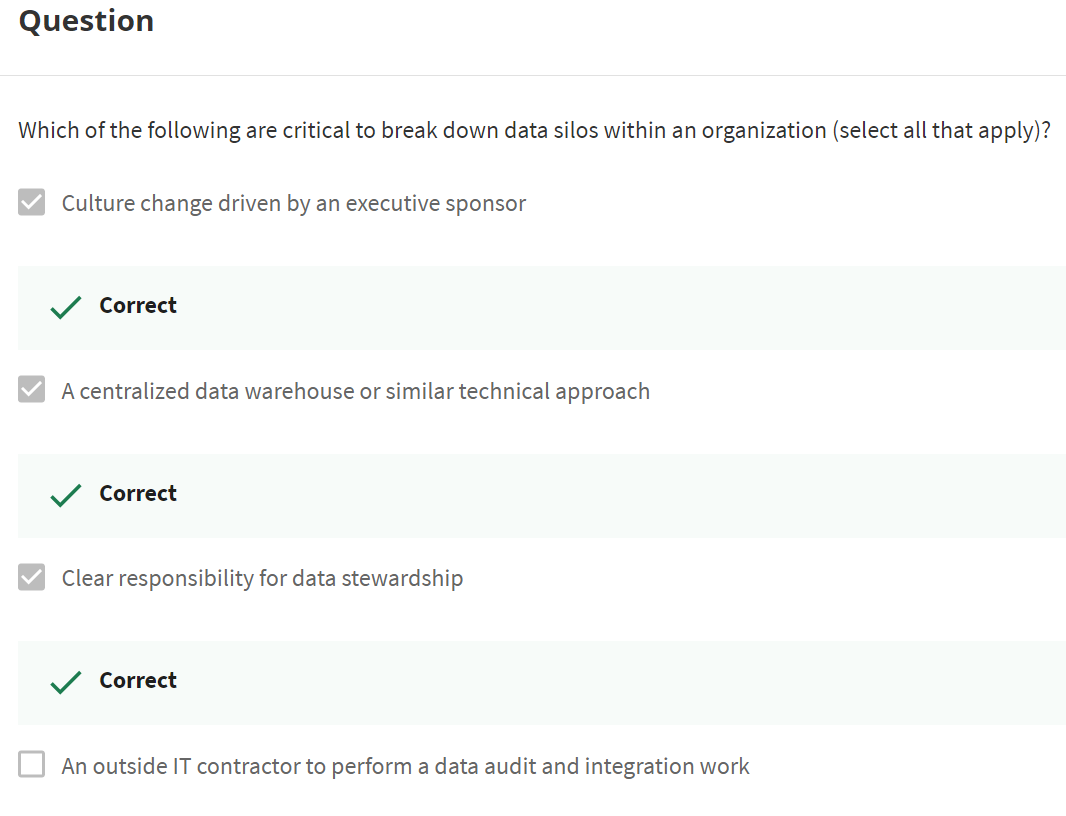 Question
Which of the following are critical to break down data silos within an organization (select all that apply)?
Culture change driven by an executive sponsor
Correct
A centralized data warehouse or similar technical approach
Correct
Clear responsibility for data stewardship
Correct
An outside IT contractor to perform a data audit and integration work